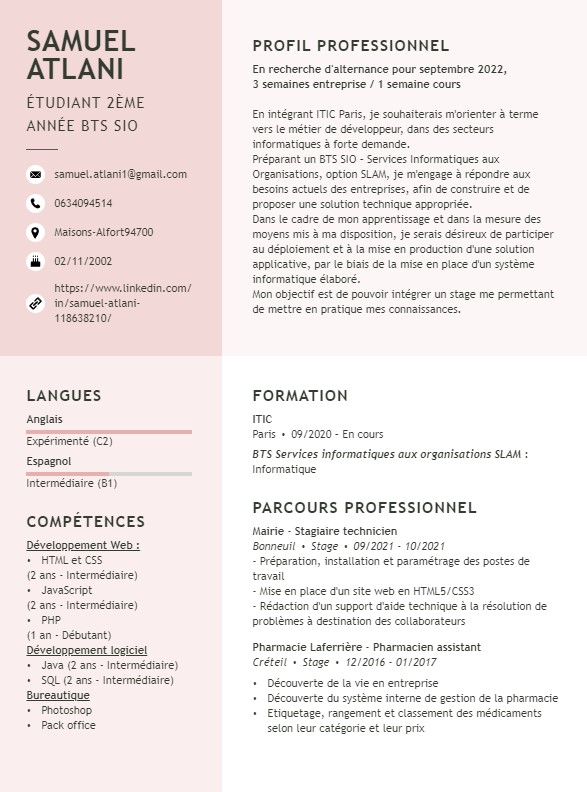 SAMUEL
ATLANI
ÉTUDIANT 2ÈME
ANNÉE BTS SIO
samuel.atlani1@gmail.com
0634094514
Maisons-Alfort94700
02/11/2002
https://www.linkedin.com/
in/samuel-atlani-
118638210/
PROFIL PROFESSIONNEL
En recherche d'alternance pour septembre 2022,
3 semaines entreprise / 1 semaine cours
En intégrant ITIC Paris, je souhaiterais m'orienter à terme
vers le métier de développeur, dans des secteurs
informatiques à forte demande.
Préparant un BTS SIO - Services Informatiques aux
Organisations, option SLAM, je m'engage à répondre aux
besoins actuels des entreprises, afin de construire et de
proposer une solution technique appropriée.
Dans le cadre de mon apprentissage et dans la mesure des
moyens mis à ma disposition, je serais désireux de participer
au déploiement et à la mise en production d'une solution
applicative, par le biais de la mise en place d'un système
informatique élaboré.
Mon objectif est de pouvoir intégrer un stage me permettant
de mettre en pratique mes connaissances.
LANGUES
Anglais
Expérimenté (C2)
Espagnol
Intermédiaire (B1)
COMPÉTENCES
Développement Web :
• HTML et CSS
(2 ans - Intermédiaire)
• JavaScript
(2 ans - Intermédiaire)
• PHP
(1 an - Débutant)
Développement logiciel
• Java (2 ans - Intermédiaire)
• SQL (2 ans - Intermédiaire)
Bureautique
• Photoshop
• Pack office
FORMATION
ITIC
Paris • 09/2020 - En cours
BTS Services informatiques aux organisations SLAM :
Informatique
PARCOURS PROFESSIONNEL
Mairie - Stagiaire technicien
Bonneuil • Stage • 09/2021 - 10/2021
- Préparation, installation et paramétrage des postes de
travail
- Mise en place d'un site web en HTML5/CSS3
- Rédaction d'un support d'aide technique à la résolution de
problèmes à destination des collaborateurs
Pharmacie Laferrière - Pharmacien assistant
Créteil • Stage • 12/2016 - 01/2017
• Découverte de la vie en entreprise
• Découverte du système interne de gestion de la pharmacie
• Etiquetage, rangement et classement des médicaments
selon leur catégorie et leur prix